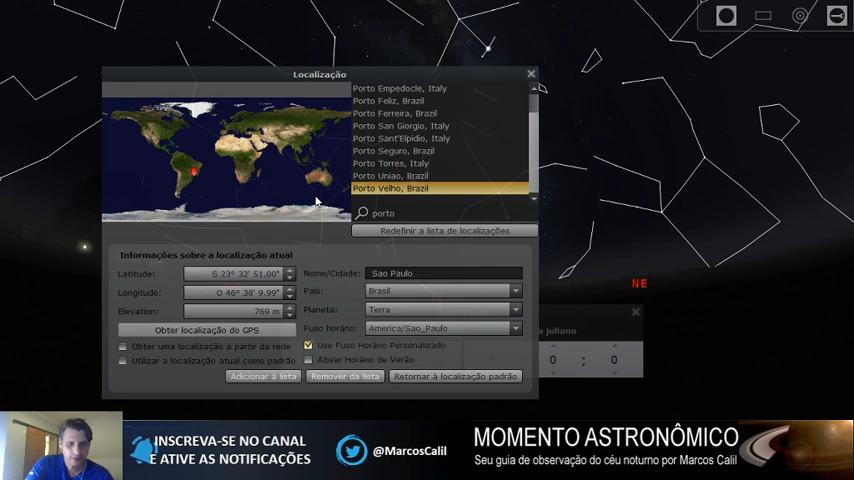 Localização
Porto Empedocle, Italy
Porto Feliz, Brazil
Porto Ferreira, Brazil
Porto San Giorgio, Italy
Porto Sant'Elpidio, Italy
Porto Seguro, Brazil
Porto Torres, Italy
Porto Uniao, Brazil
Porto Velho, Brazil
porto
Redefinir a lista de localizações
Informações sobre a localização atual
Latitude: S 23° 32' 51.00"
Nome/Cidade: Sao Paulo
Longitude: O 46° 38' 9.99"
País: Brasil
Elevation: 769 m
Planeta: Terra
Obter localização do GPS
Fuso horário: America/Sao_Paulo
Obter uma localização a partir da rede
Use Fuso Horário Personalizado
Utilizar a localização atual como padrão
Ativar Horário de Verão
Adicionar à lista
Remover da lista
Retornar à localização padrão
NE
a juliano
0 : 0
INSCREVA-SE NO CANAL
E ATIVE AS NOTIFICAÇÕES
@MarcosCalil
MOMENTO ASTRONÔMICO
Seu guia de observação do céu noturno por Marcos Calil